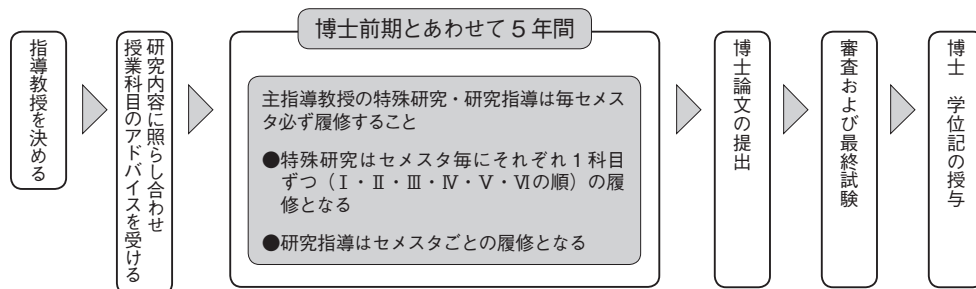 指導教授を決める
研究内容に照らし合わせ
授業科目のアドバイスを受ける
博士前期とあわせて5年間
主指導教授の特殊研究・研究指導は毎セメス
タ必ず履修すること
●特殊研究はセメスタ毎にそれぞれ1科目
ずつ（Ⅰ・Ⅱ・Ⅲ・Ⅳ・Ⅴ・Ⅵの順）の履
修となる
●研究指導はセメスタごとの履修となる
博士論文の提出
審査および最終試験
博士　学位記の授与